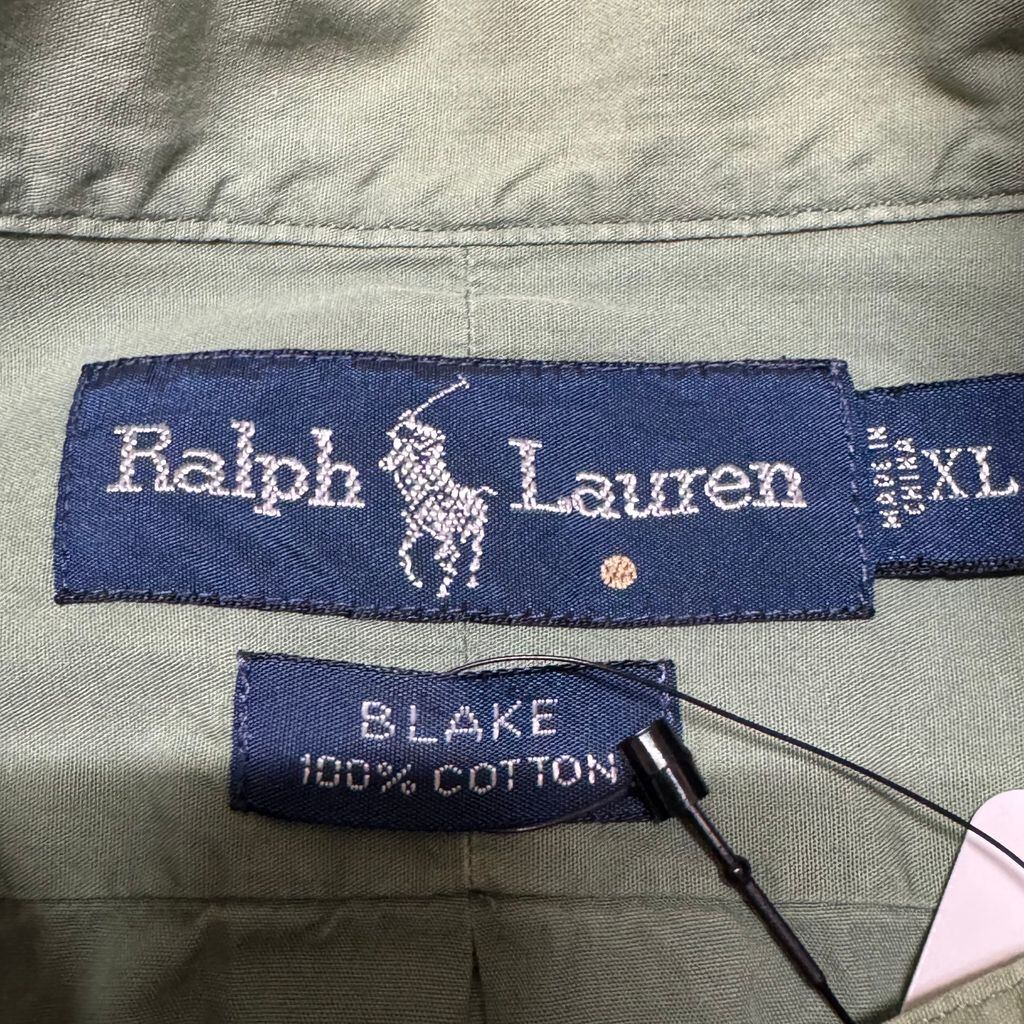 Ralph Lauren
MADE IN
CHINA
XL
BLAKE
100% COTTON